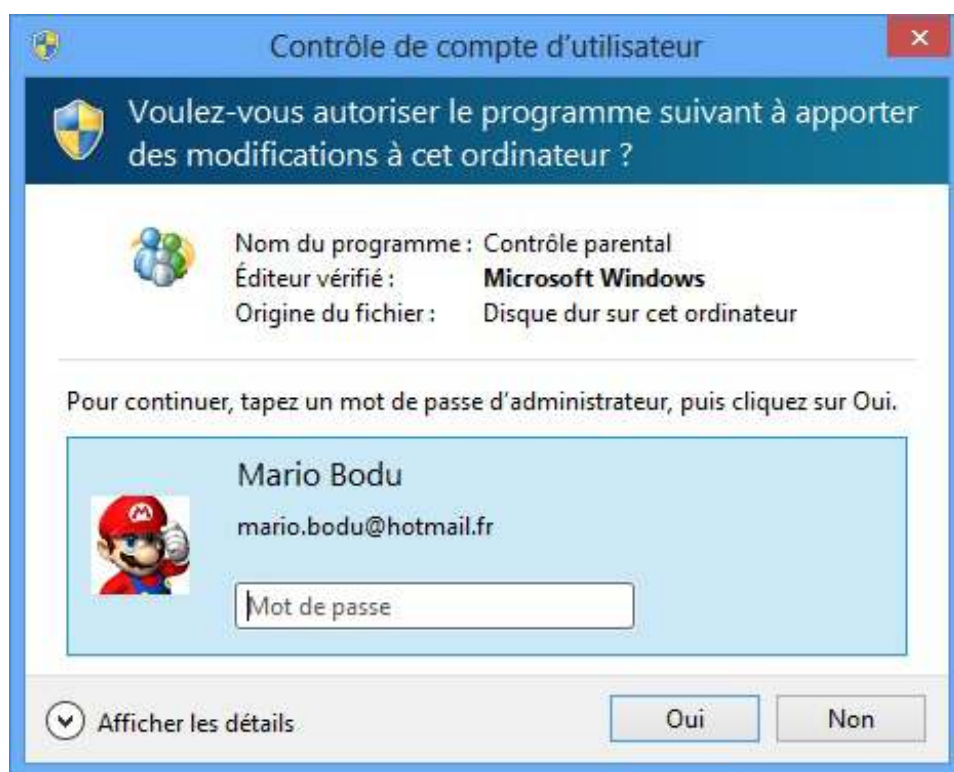 Contrôle de compte d'utilisateur
Voulez-vous autoriser le programme suivant à apporter
des modifications à cet ordinateur ?
Nom du programme : Contrôle parental
Éditeur vérifié : Microsoft Windows
Origine du fichier : Disque dur sur cet ordinateur
Pour continuer, tapez un mot de passe d'administrateur, puis cliquez sur Oui.
Mario Bodu
mario.bodu@hotmail.fr
Mot de passe
Afficher les détails Oui Non